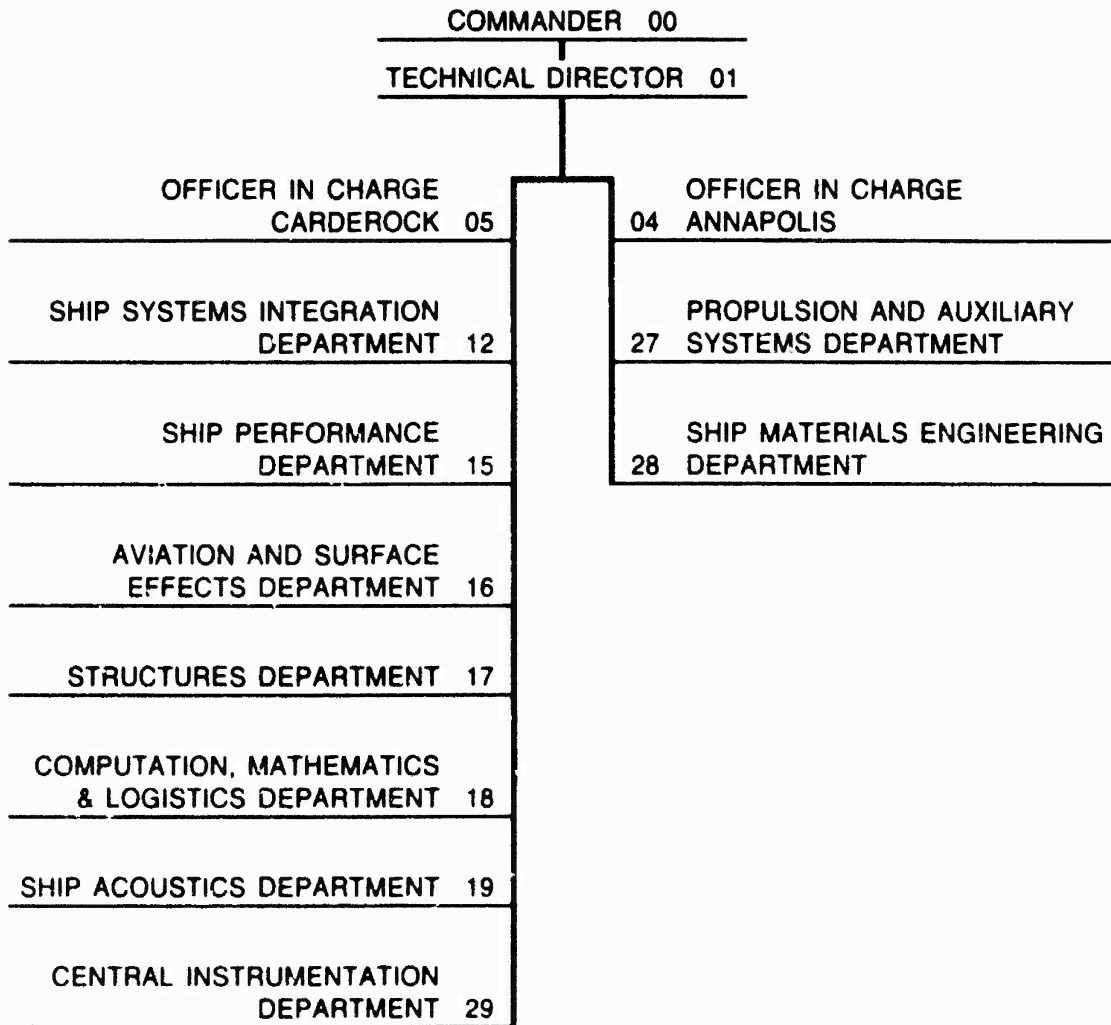 COMMANDER 00
TECHNICAL DIRECTOR 01
OFFICER IN CHARGE
CARDEROCK 05
OFFICER IN CHARGE
04 ANNAPOLIS
SHIP SYSTEMS INTEGRATION
DEPARTMENT 12
PROPULSION AND AUXILIARY
27 SYSTEMS DEPARTMENT
SHIP PERFORMANCE
DEPARTMENT 15
SHIP MATERIALS ENGINEERING
28 DEPARTMENT
AVIATION AND SURFACE
EFFECTS DEPARTMENT 16
STRUCTURES DEPARTMENT 17
COMPUTATION, MATHEMATICS
& LOGISTICS DEPARTMENT 18
SHIP ACOUSTICS DEPARTMENT 19
CENTRAL INSTRUMENTATION
DEPARTMENT 29